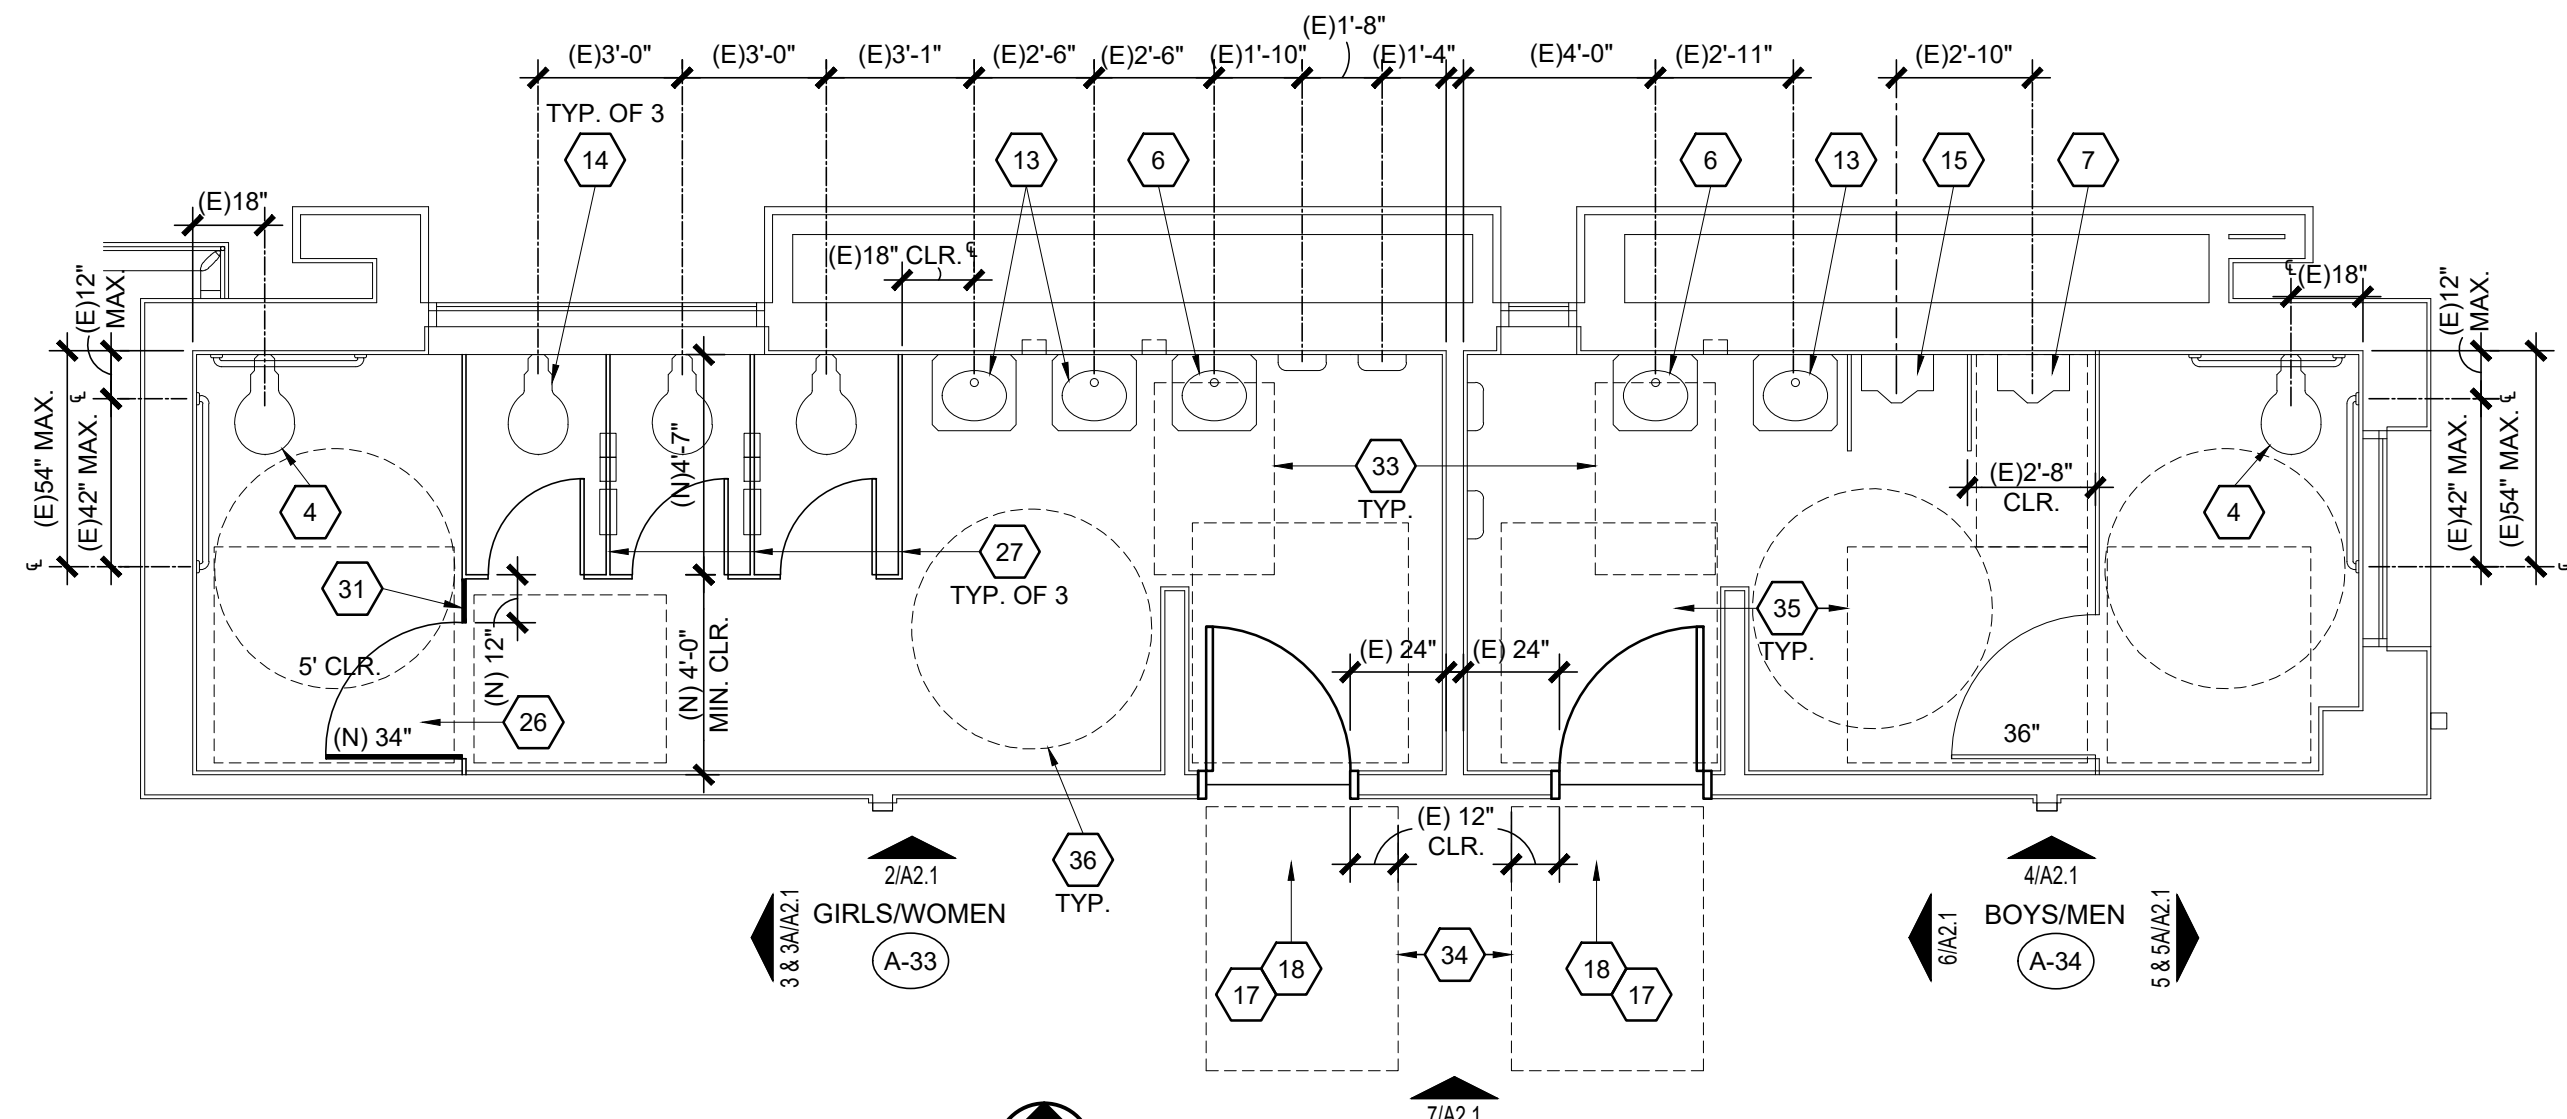 (E)1'-8"
(E)3'-0"
(E)3'-0"
(E)3'-1"
(E)2'-6"
(E)2'-6"
(E)1'-10"
(E)1'-4"
(E)4'-0"
(E)2'-11"
(E)2'-10"
TYP. OF 3
14
13
6
6
13
15
7
(E)18"
(E)18" CLR.
(E)18"
(E)12"
MAX.
(E)12"
MAX.
(E)54" MAX.
(E)42" MAX.
(N)4'-7"
33
TYP.
(E)2'-8"
CLR.
(E)42" MAX.
(E)54" MAX.
4
4
27
TYP. OF 3
31
35
TYP.
(N) 12"
(N) 4'-0"
MIN. CLR.
(E) 24"
(E) 24"
5' CLR.
26
(N) 34"
36"
(E) 12"
CLR.
36
TYP.
2/A2.1
3 & 3A/A2.1
GIRLS/WOMEN
A-33
4/A2.1
6/A2.1
BOYS/MEN
5 & 5A/A2.1
A-34
34
18
17
18
17
7/A2.1